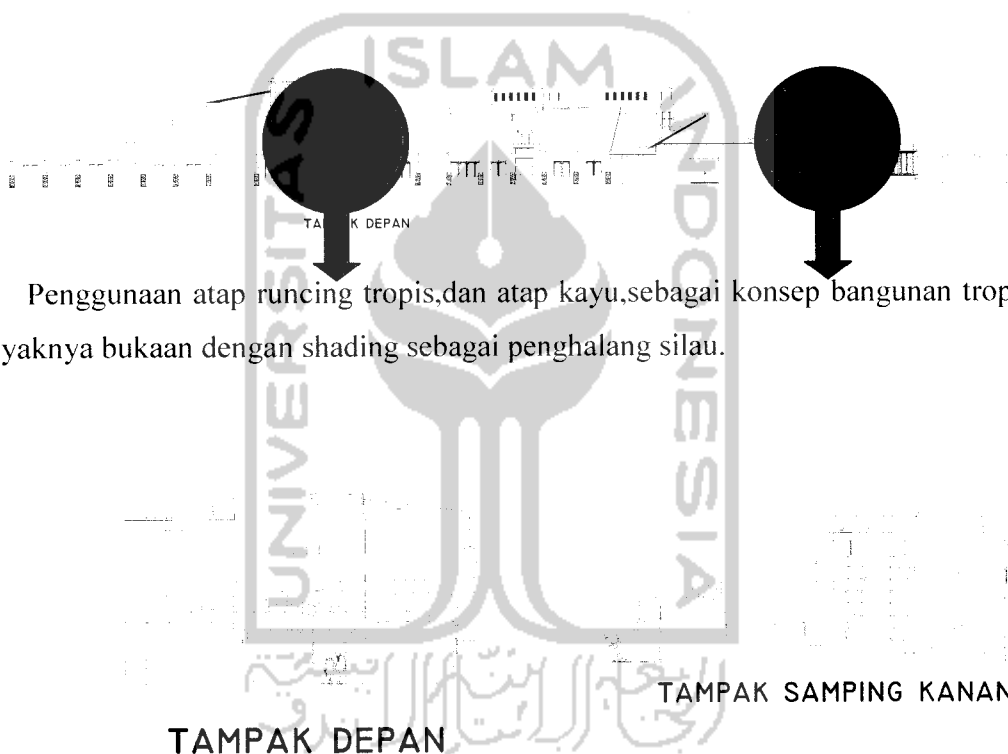 ISLAM
UNIVERSITAS
INDONESIA
DEPAN
Penggunaan atap runcing tropis,dan atap kayu,sebagai konsep bangunan trop
yaknya bukaan dengan shading sebagai penghalang silau.
TAMPAK SAMPING KANAN
TAMPAK DEPAN